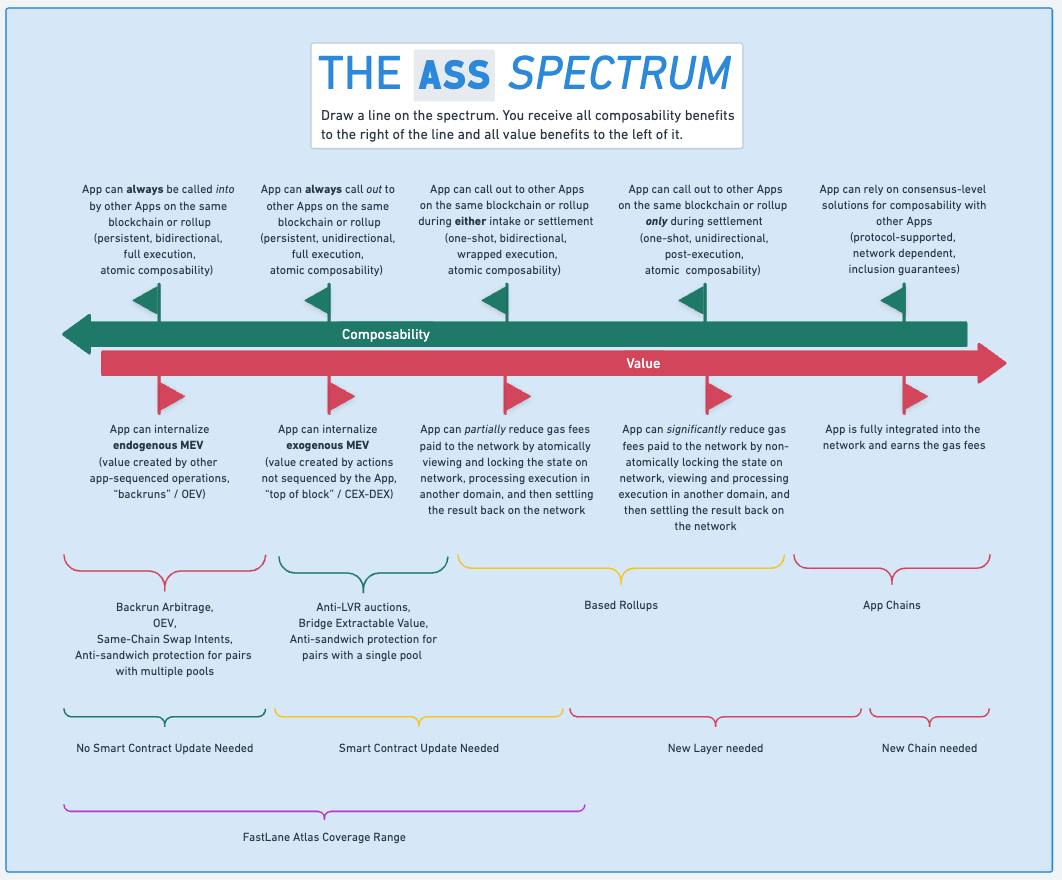 THE ASS SPECTRUM
Draw a line on the spectrum. You receive all composability benefits
to the right of the line and all value benefits to the left of it.
App can always be called into
by other Apps on the same
blockchain or rollup
(persistent, bidirectional,
full execution,
atomic composability)
App can always call out to
other Apps on the same
blockchain or rollup
(persistent, unidirectional,
full execution,
atomic composability)
App can call out to other Apps
on the same blockchain or rollup
during either intake or settlement
(one-shot, bidirectional,
wrapped execution,
atomic composability)
App can call out to other Apps
on the same blockchain or rollup
only during settlement
(one-shot, unidirectional,
post-execution,
atomic composability)
App can rely on consensus-level
solutions for composability with
other Apps
(protocol-supported,
network dependent,
inclusion guarantees)
Composability
Value
App can internalize
endogenous MEV
(value created by other
app-sequenced operations,
“backruns” / OEV)
App can internalize
exogenous MEV
(value created by actions
not sequenced by the App,
“top of block” / CEX-DEX)
App can partially reduce gas fees
paid to the network by atomically
viewing and locking the state on
network, processing execution in
another domain, and then settling
the result back on the network
App can significantly reduce gas
fees paid to the network by non-
atomically locking the state on
network, viewing and processing
execution in another domain, and
then settling the result back on
the network
App is fully integrated into the
network and earns the gas fees
Backrun Arbitrage,
OEV,
Same-Chain Swap Intents,
Anti-sandwich protection for pairs
with multiple pools
Anti-LVR auctions,
Bridge Extractable Value,
Anti-sandwich protection for
pairs with a single pool
Based Rollups
App Chains
No Smart Contract Update Needed
Smart Contract Update Needed
New Layer needed
New Chain needed
FastLane Atlas Coverage Range